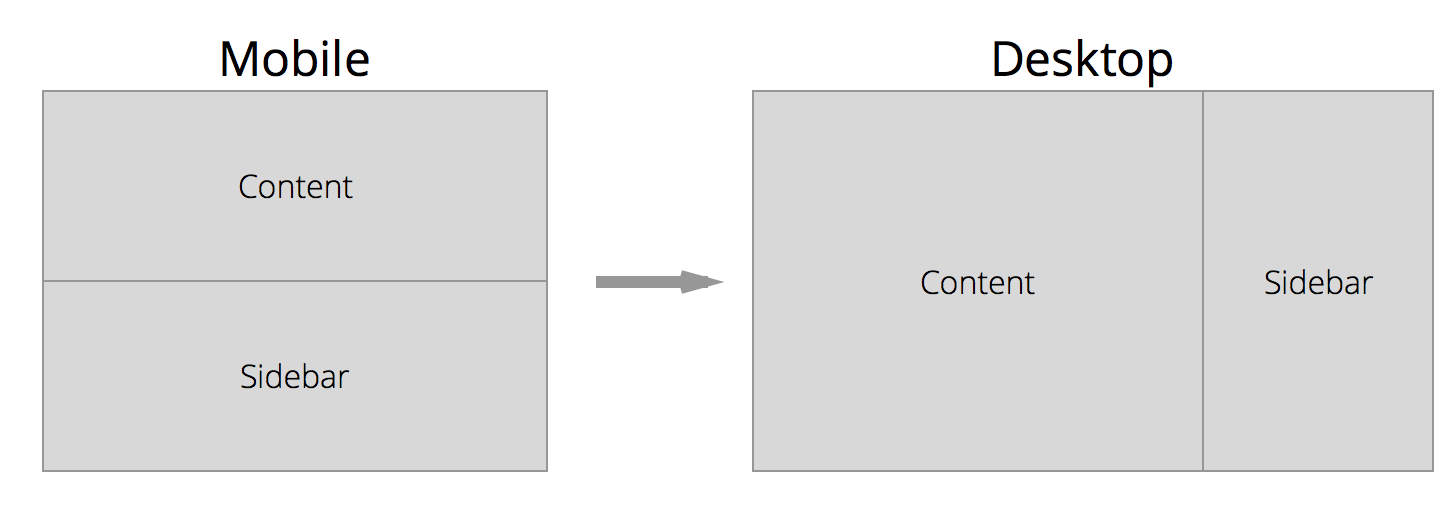 Mobile
Content
Sidebar
Desktop
Content
Sidebar